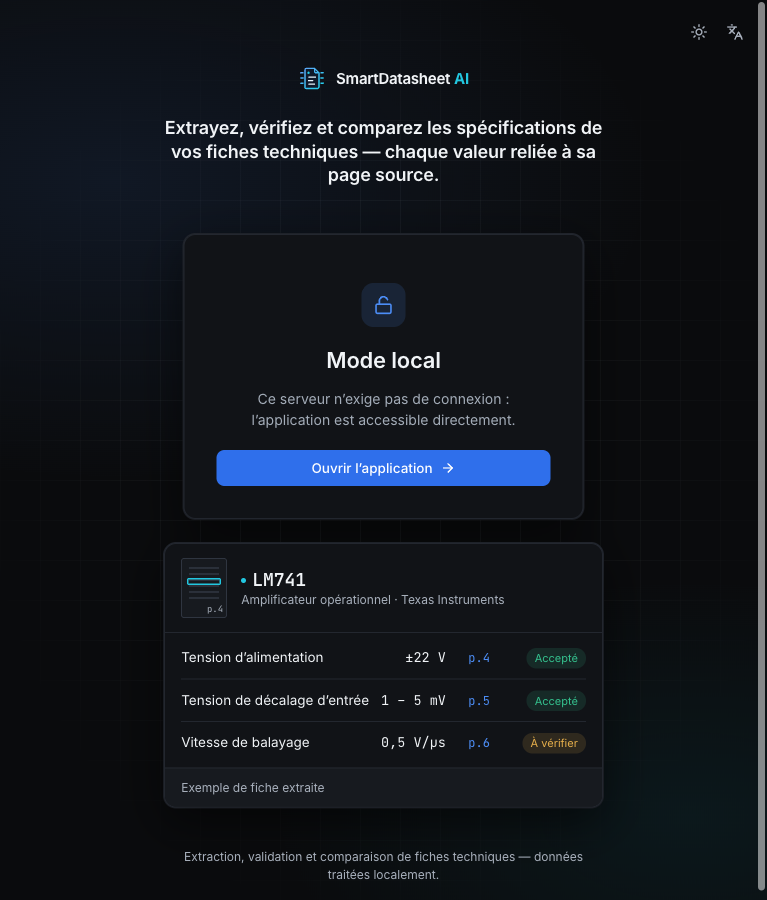 SmartDatasheet AI
Extrayez, vérifiez et comparez les spécifications de
vos fiches techniques — chaque valeur reliée à sa
page source.
Mode local
Ce serveur n’exige pas de connexion :
l’application est accessible directement.
Ouvrir l’application →
p.4
• LM741
Amplificateur opérationnel · Texas Instruments
Tension d’alimentation ±22 V p.4 Accepté
Tension de décalage d’entrée 1 – 5 mV p.5 Accepté
Vitesse de balayage 0,5 V/µs p.6 À vérifier
Exemple de fiche extraite
Extraction, validation et comparaison de fiches techniques — données
traitées localement.